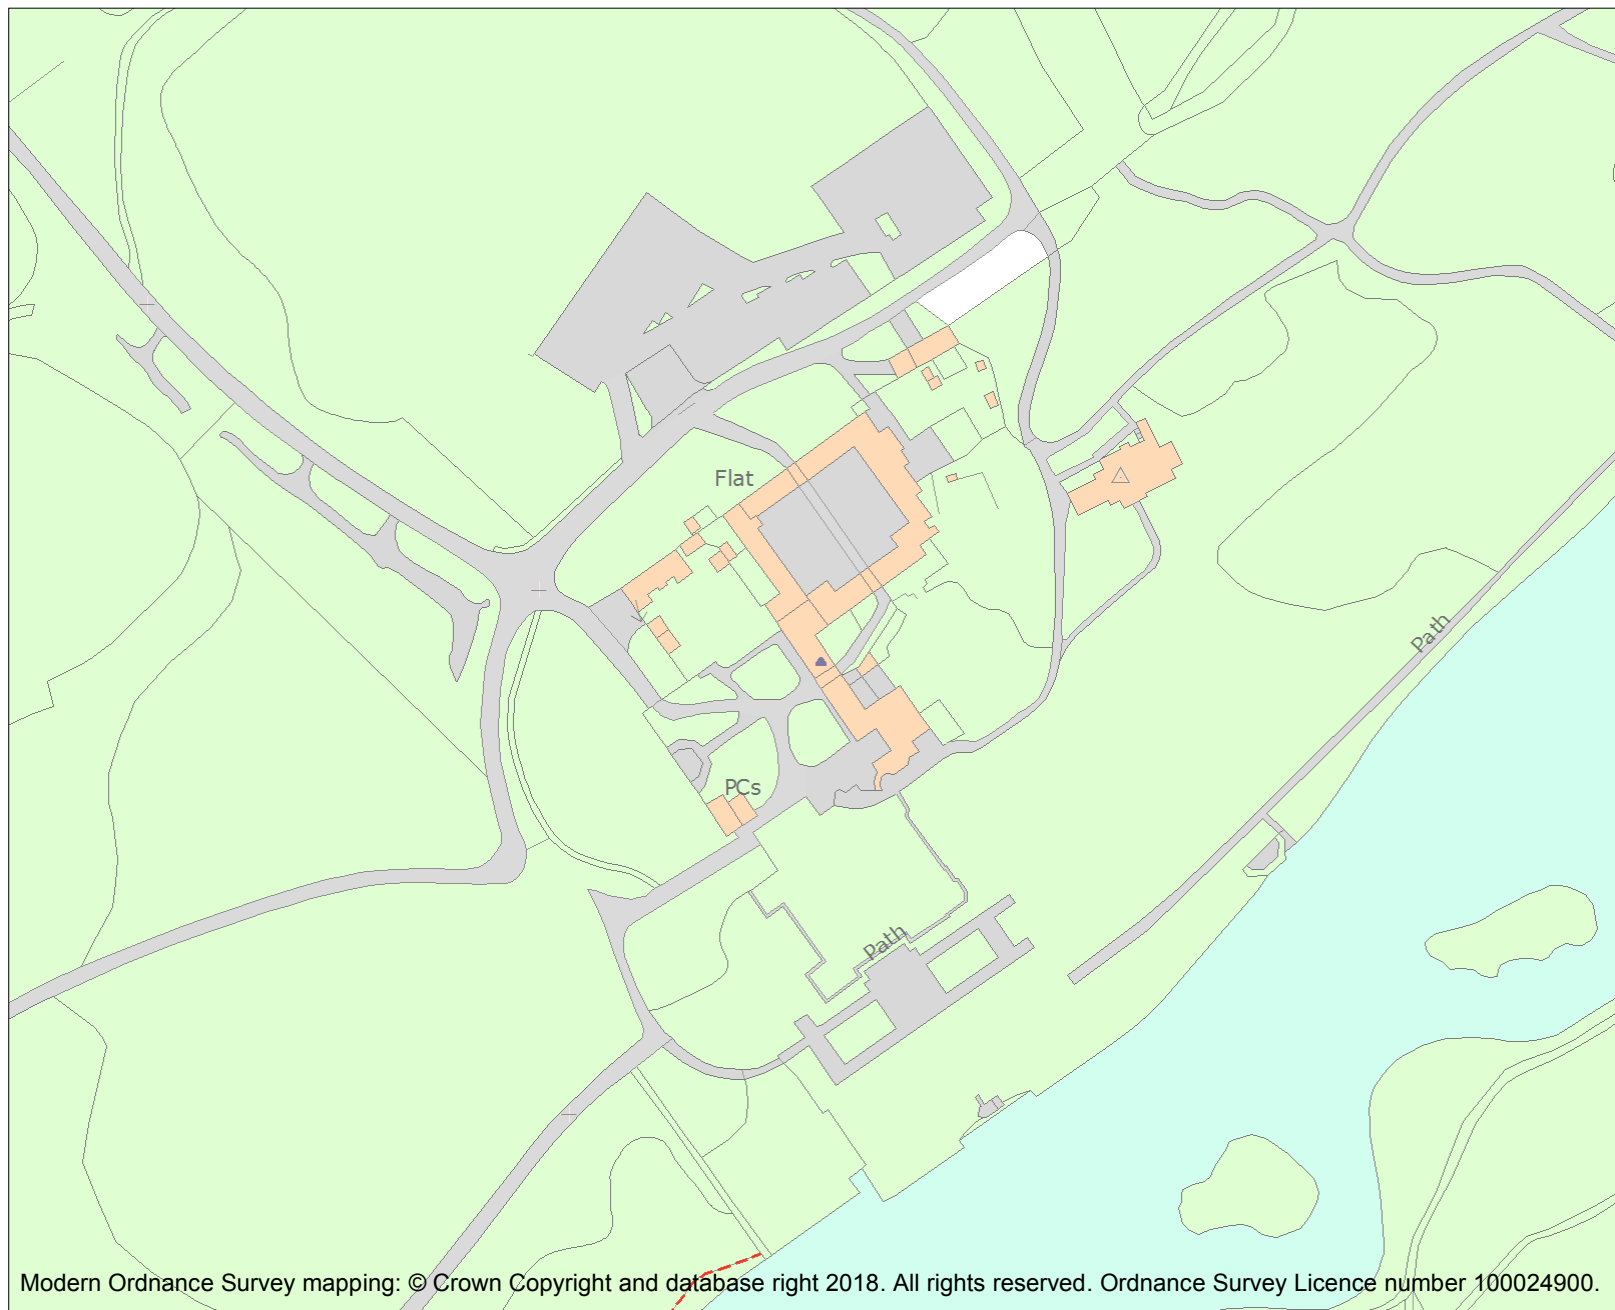 Flat
Path
PCs
Path
Modern Ordnance Survey mapping: © Crown Copyright and database right 2018. All rights reserved. Ordnance Survey Licence number 100024900.